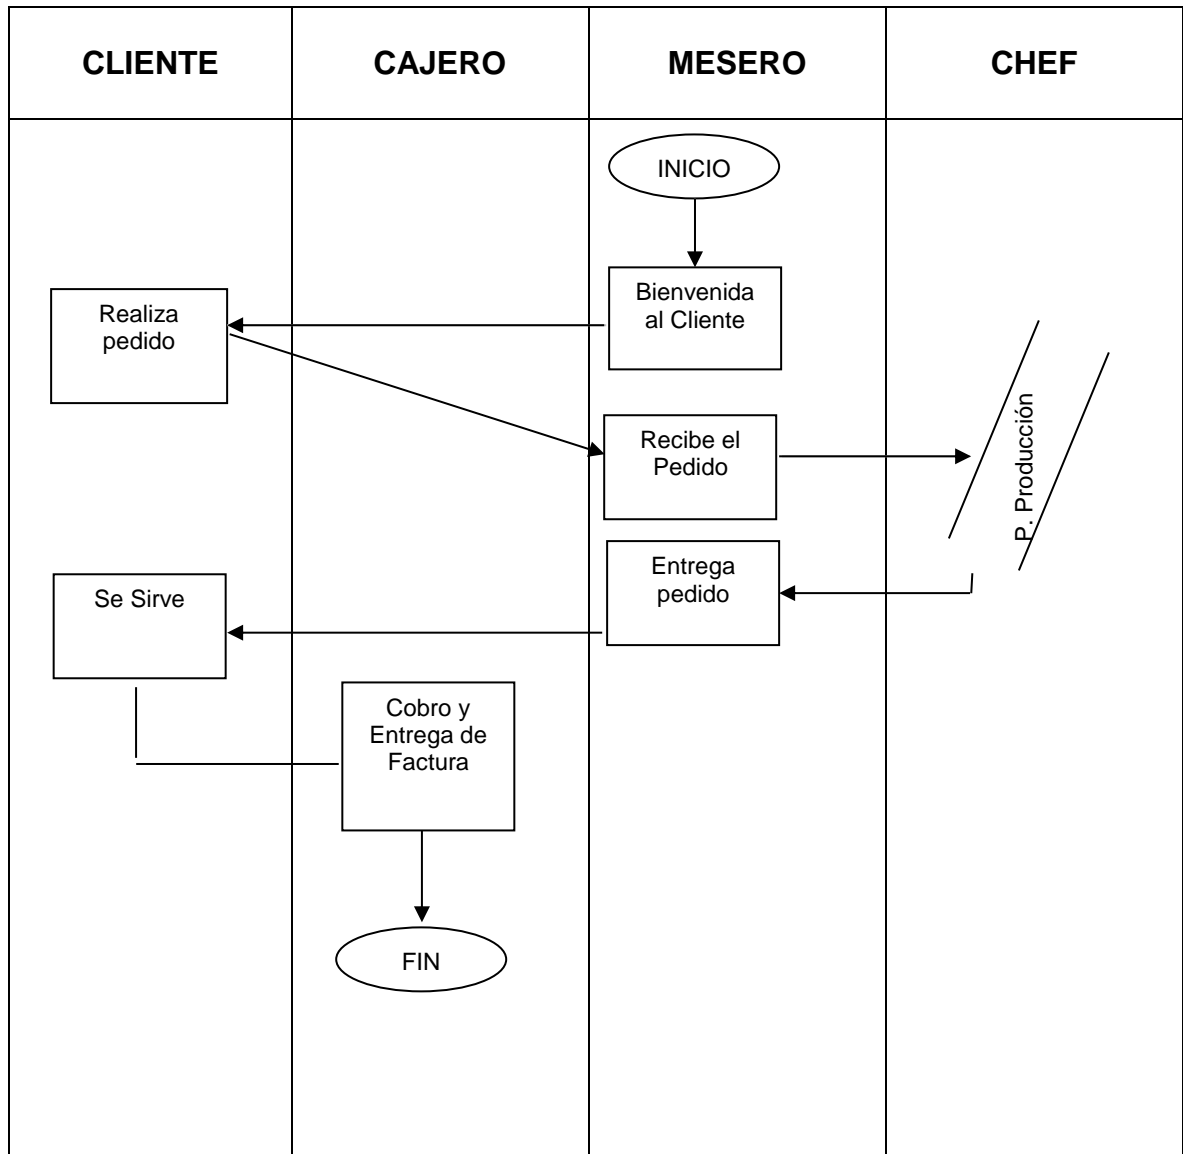 CLIENTE
CAJERO
MESERO
CHEF
INICIO
Bienvenida
al Cliente
Realiza
pedido
Recibe el
Pedido
P. Producción
Entrega
pedido
Se Sirve
Cobro y
Entrega de
Factura
FIN